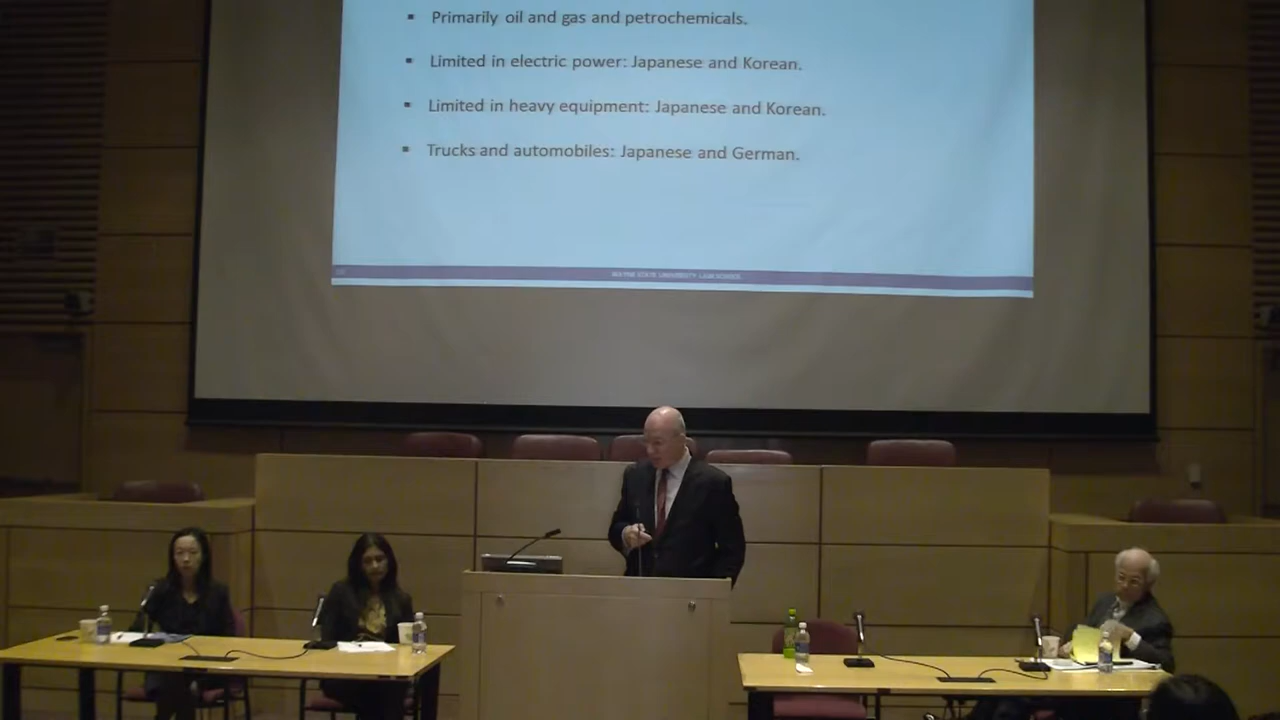 ▪ Primarily oil and gas and petrochemicals.
▪ Limited in electric power: Japanese and Korean.
▪ Limited in heavy equipment: Japanese and Korean.
▪ Trucks and automobiles: Japanese and German.
WAYNE STATE UNIVERSITY LAW SCHOOL